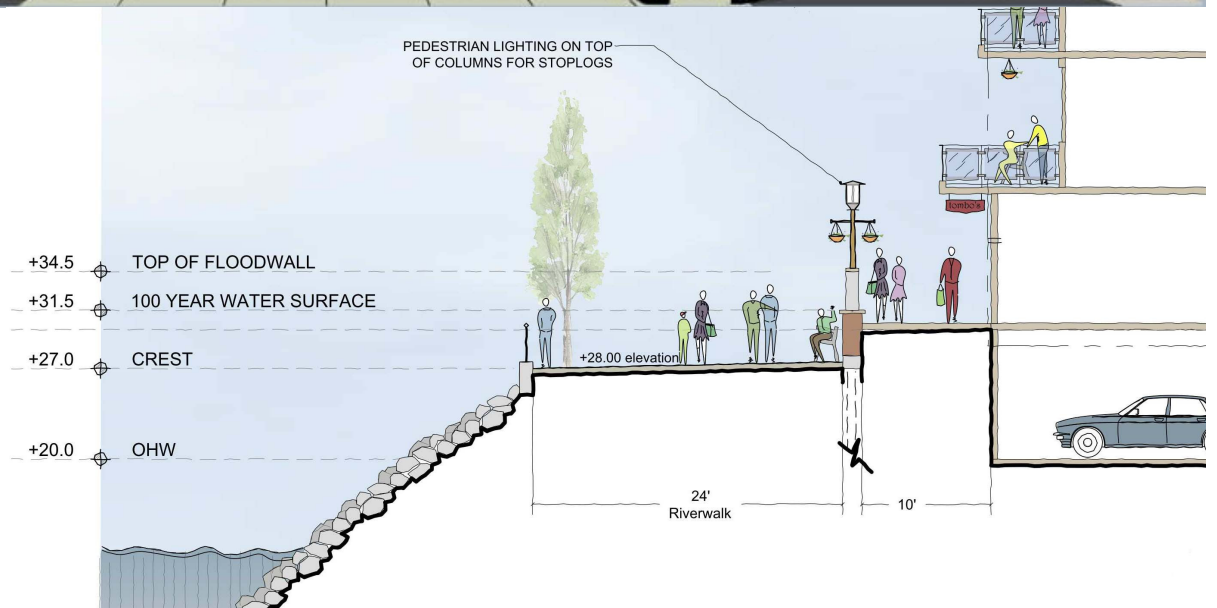 PEDESTRIAN LIGHTING ON TOP
OF COLUMNS FOR STOPLOGS
tombo's
+34.5 TOP OF FLOODWALL
+31.5 100 YEAR WATER SURFACE
+27.0 CREST
+28.00 elevation
+20.0 OHW
24'
Riverwalk
10'